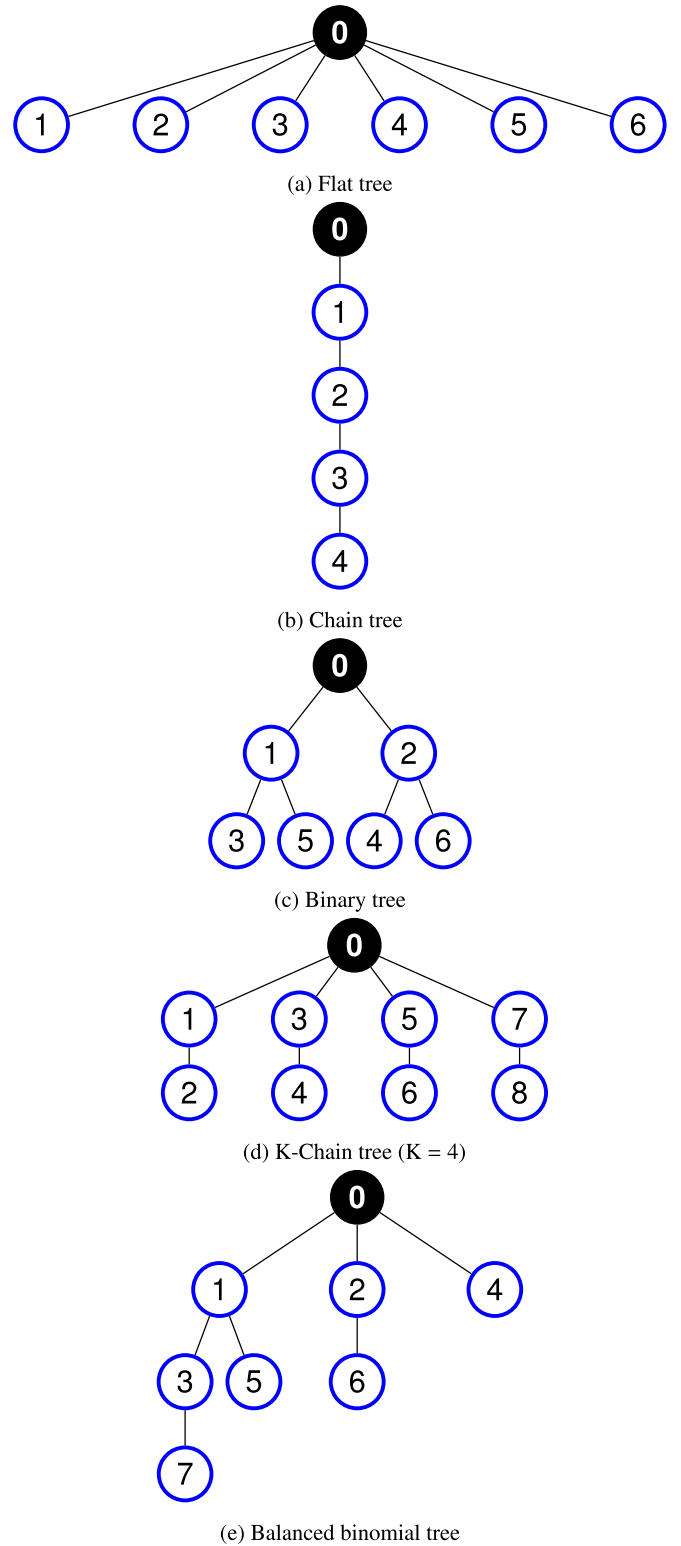 0
1 2 3 4 5 6
(a) Flat tree
0
1
2
3
4
(b) Chain tree
0
1 2
3 5 4 6
(c) Binary tree
0
1 3 5 7
2 4 6 8
(d) K-Chain tree (K = 4)
0
1 2 4
3 5 6
7
(e) Balanced binomial tree